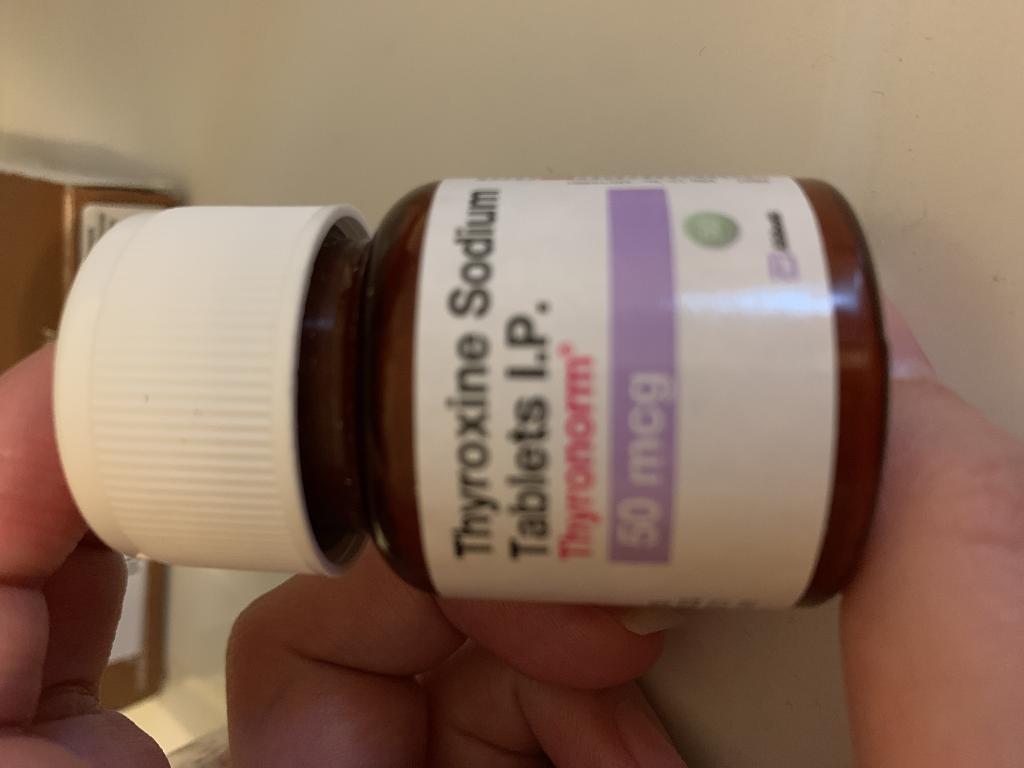 Thyroxine Sodium
Tablets I.P.
Thyronorm®
50 mcg